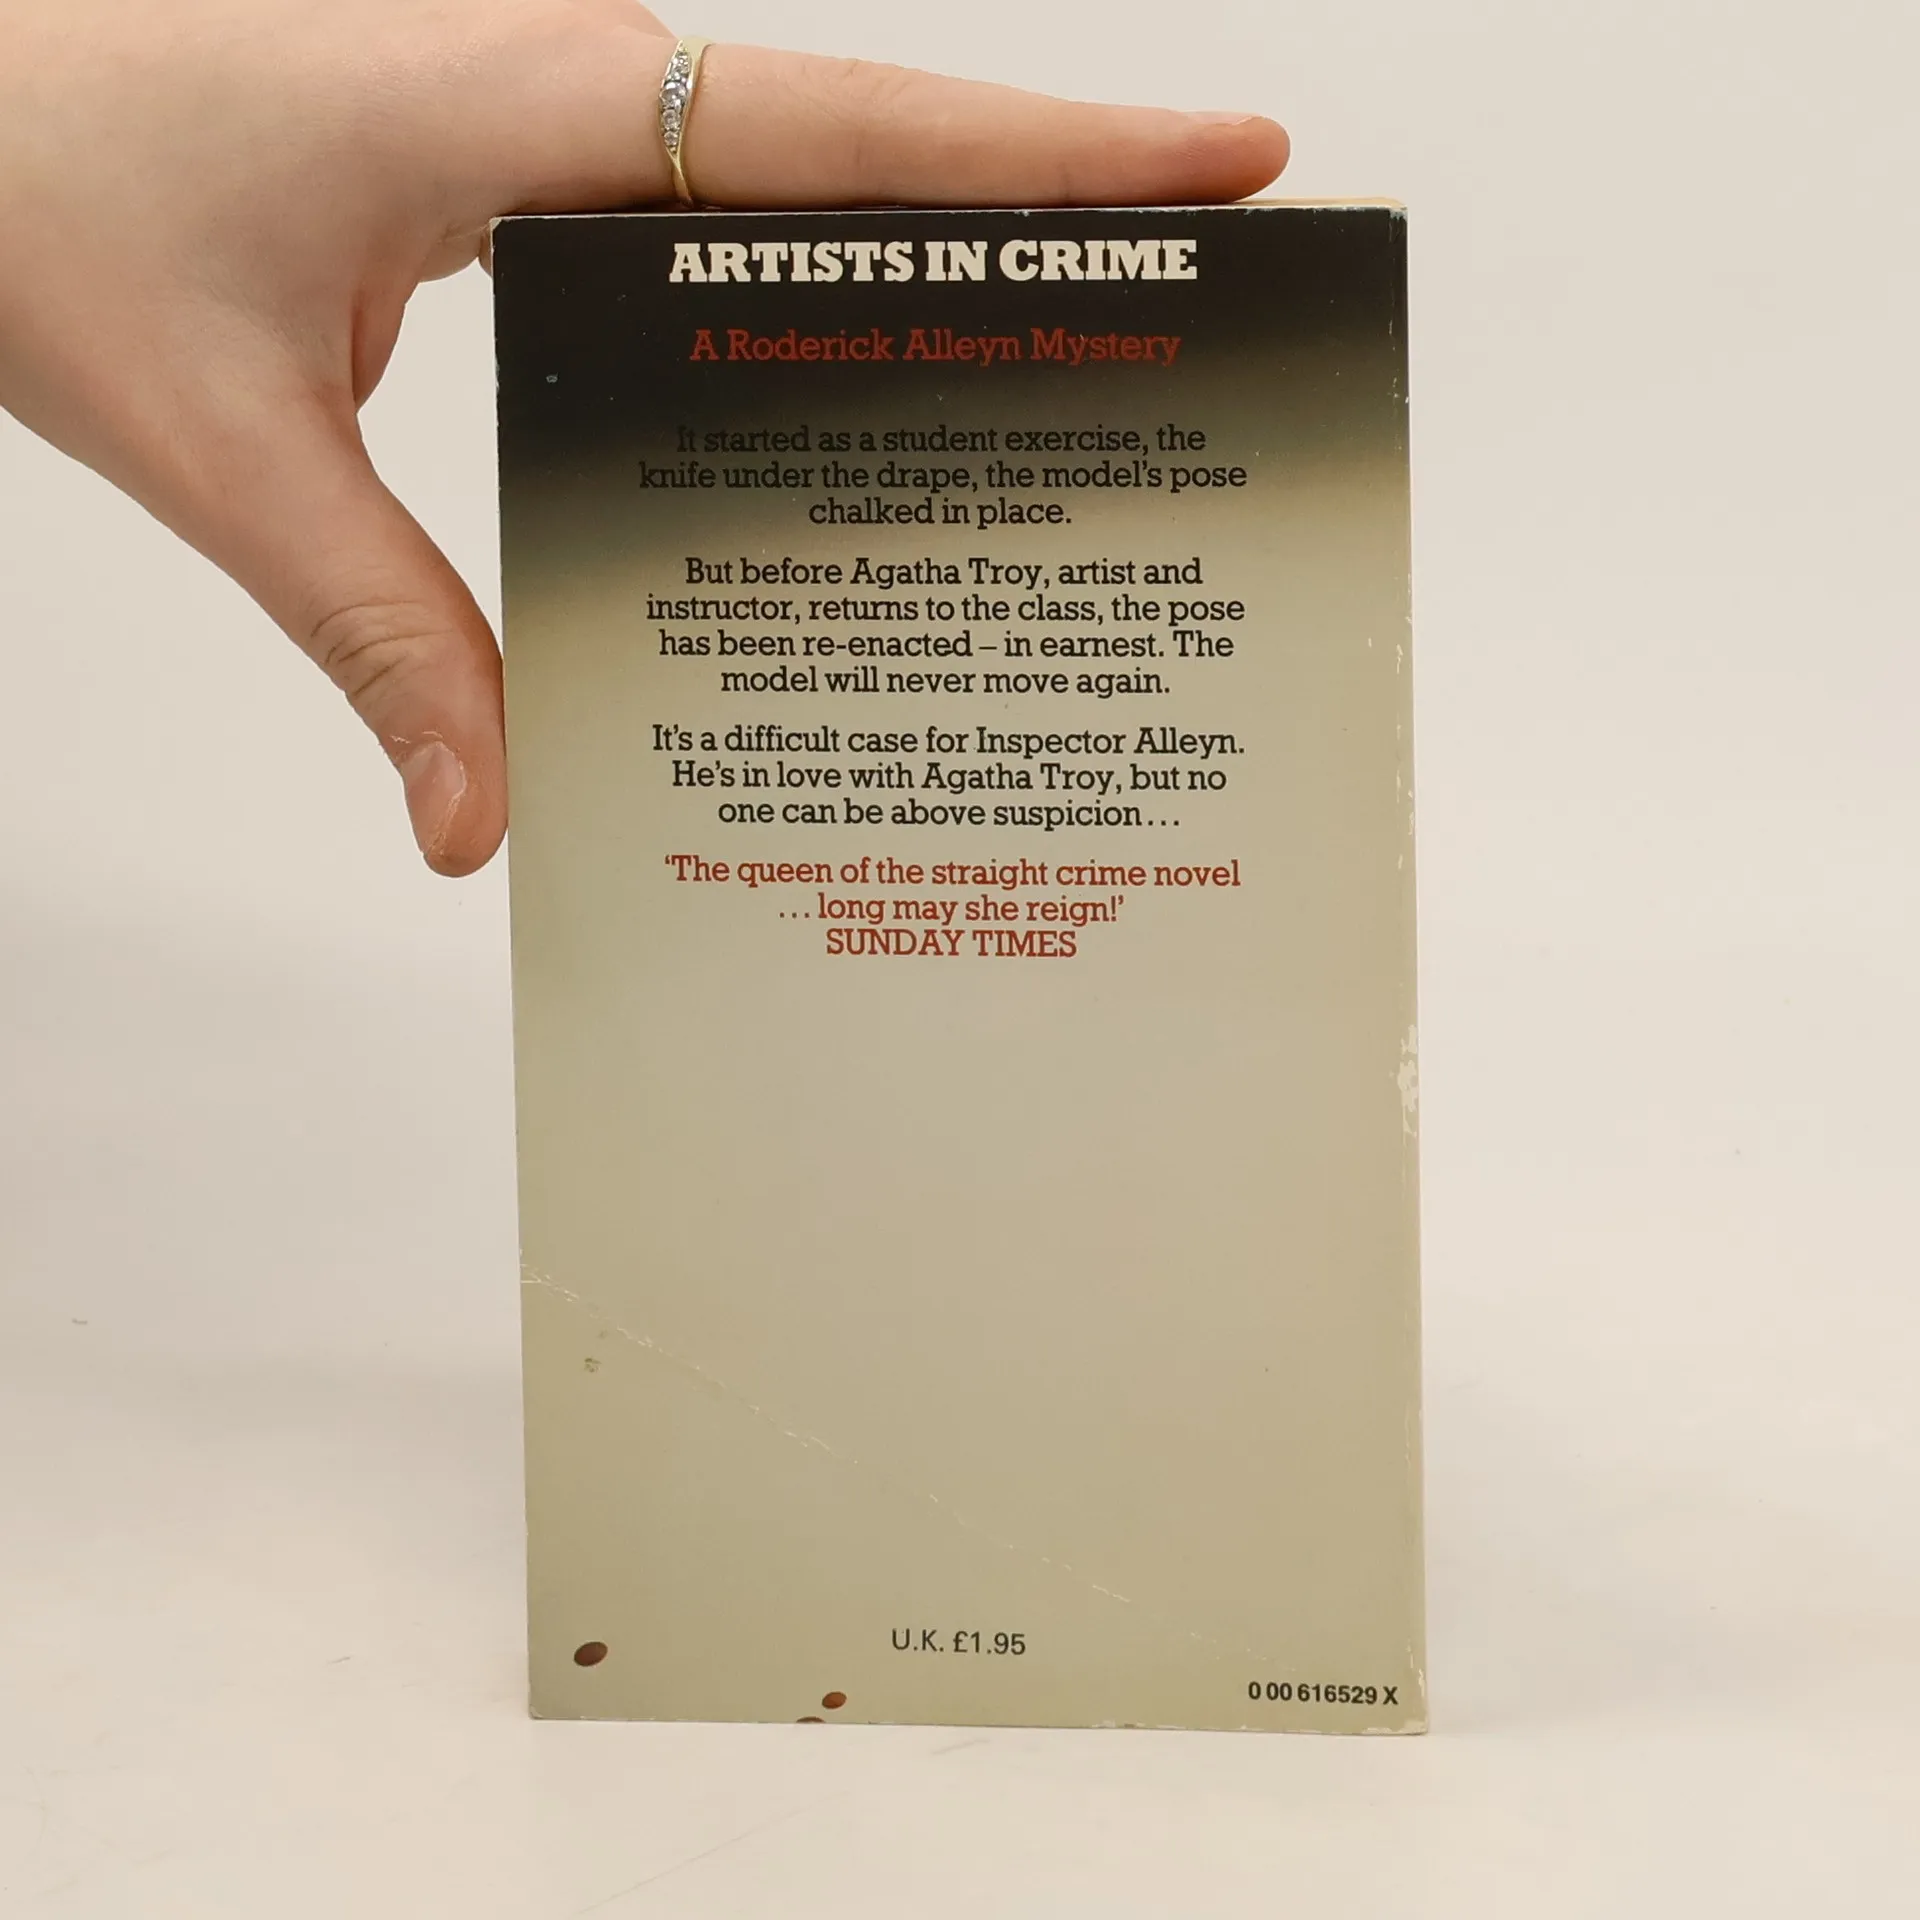 ARTISTS IN CRIME
A Roderick Alleyn Mystery
It started as a student exercise, the
knife under the drape, the model's pose
chalked in place.
But before Agatha Troy, artist and
instructor, returns to the class, the pose
has been re-enacted – in earnest. The
model will never move again.
It's a difficult case for Inspector Alleyn.
He's in love with Agatha Troy, but no
one can be above suspicion...
‘The queen of the straight crime novel
...long may she reign!’
SUNDAY TIMES
U.K. £1.95
0 00 616529 X